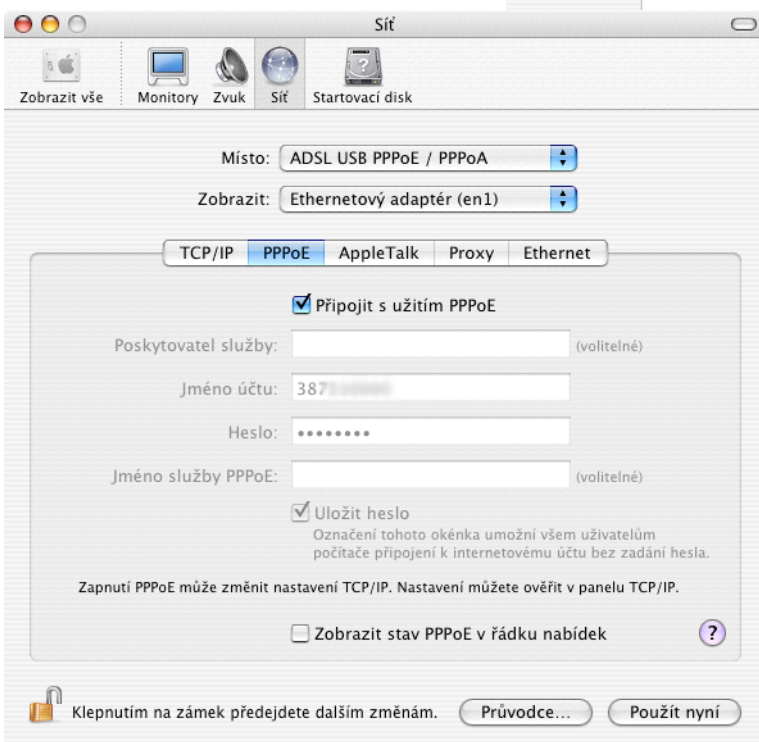 Síť
Zobrazit vše Monitory Zvuk Síť Startovací disk
Místo: ADSL USB PPPoE / PPPoA
Zobrazit: Ethernetový adaptér (en1)
TCP/IP PPPoE AppleTalk Proxy Ethernet
Připojit s užitím PPPoE
Poskytovatel služby: (volitelné)
Jméno účtu: 387
Heslo: ••••••••
Jméno služby PPPoE: (volitelné)
Uložit heslo
Označení tohoto okénka umožní všem uživatelům
počítače připojení k internetovému účtu bez zadání hesla.
Zapnutí PPPoE může změnit nastavení TCP/IP. Nastavení můžete ověřit v panelu TCP/IP.
Zobrazit stav PPPoE v řádku nabídek ?
Klepnutím na zámek předejdete dalším změnám. Průvodce... Použít nyní